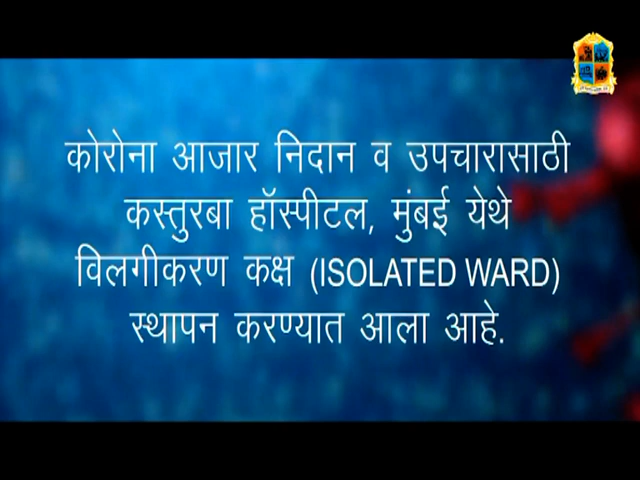 कोरोना आजार निदान व उपचारासाठी
कस्तुरबा हॉस्पीटल, मुंबई येथे
विलगीकरण कक्ष (ISOLATED WARD)
स्थापन करण्यात आला आहे.